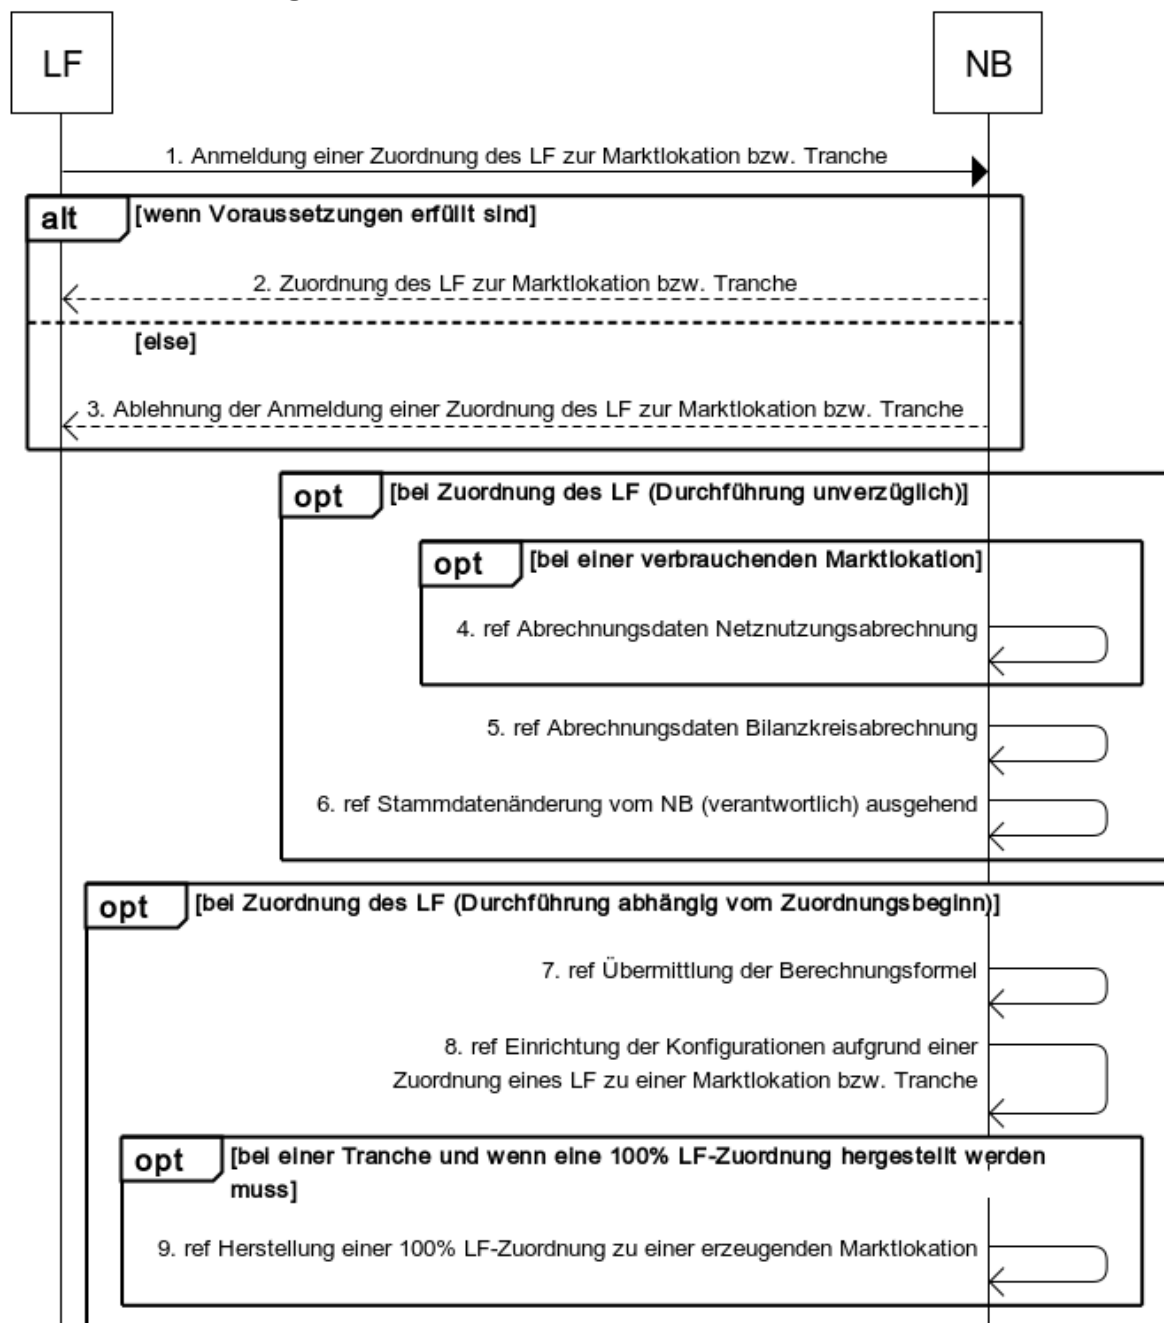 LF
NB
1. Anmeldung einer Zuordnung des LF zur Marktlokation bzw. Tranche
alt
[wenn Voraussetzungen erfüllt sind]
2. Zuordnung des LF zur Marktlokation bzw. Tranche
[else]
3. Ablehnung der Anmeldung einer Zuordnung des LF zur Marktlokation bzw. Tranche
opt
[bei Zuordnung des LF (Durchführung unverzüglich)]
opt
[bei einer verbrauchenden Marktlokation]
4. ref Abrechnungsdaten Netznutzungsabrechnung
5. ref Abrechnungsdaten Bilanzkreisabrechnung
6. ref Stammdatenänderung vom NB (verantwortlich) ausgehend
opt
[bei Zuordnung des LF (Durchführung abhängig vom Zuordnungsbeginn)]
7. ref Übermittlung der Berechnungsformel
8. ref Einrichtung der Konfigurationen aufgrund einer
Zuordnung eines LF zu einer Marktlokation bzw. Tranche
opt
[bei einer Tranche und wenn eine 100% LF-Zuordnung hergestellt werden
muss]
9. ref Herstellung einer 100% LF-Zuordnung zu einer erzeugenden Marktlokation